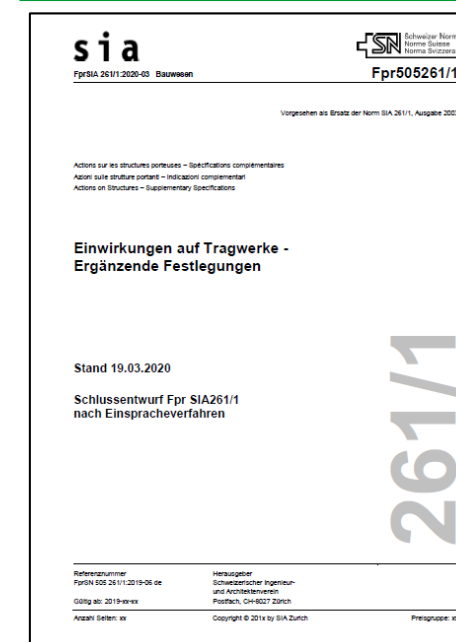 sia
SN Schweizer Norm
Norme Suisse
Norma Svizzera
FprSIA 261/1:2020-03 Bauwesen
Fpr505261/1
Vorgesehen als Ersatz der Norm SIA 261/1, Ausgabe 2003
Actions sur les structures porteuses – Spécifications complémentaires
Azioni sulle strutture portanti – Indicazioni complementari
Actions on Structures – Supplementary Specifications
Einwirkungen auf Tragwerke -
Ergänzende Festlegungen
Stand 19.03.2020
Schlussentwurf Fpr SIA261/1
nach Einspracheverfahren
261/1
Referenznummer
FprSN 505 261/1:2019-06 de
Gültig ab: 2019-xx-xx
Herausgeber
Schweizerischer Ingenieur-
und Architektenverein
Postfach, CH-8027 Zürich
Anzahl Seiten: xx
Copyright © 201x by SIA Zurich
Preisgruppe: